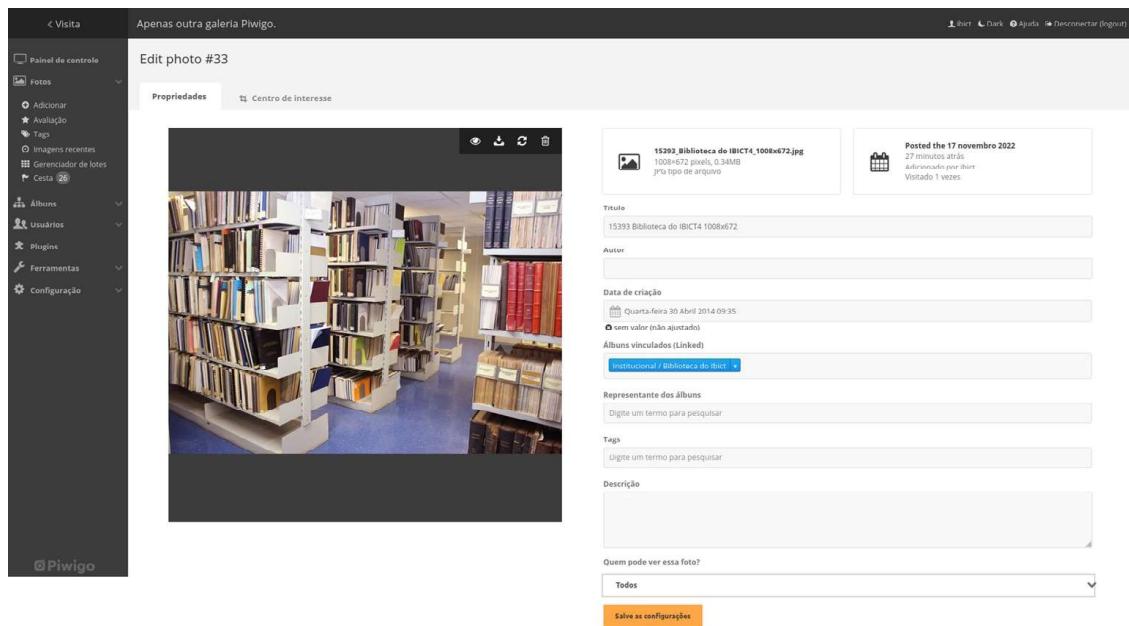 < Visita
Apenas outra galeria Piwigo.
ibict Dark Ajuda Desconectar (logout)
Painel de controle
Fotos
Adicionar
Avaliação
Tags
Imagens recentes
Gerenciador de lotes
Cesta 26
Álbuns
Usuários
Plugins
Ferramentas
Configuração
Piwigo
Edit photo #33
Propriedades
Centro de interesse
15393_Biblioteca do IBICT4_1008x672.jpg
1008×672 pixels, 0.34MB
JPG tipo de arquivo
Posted the 17 novembro 2022
27 minutos atrás
Adicionado por ibict
Visitado 1 vezes
Título
15393 Biblioteca do IBICT4 1008x672
Autor
Data de criação
Quarta-feira 30 Abril 2014 09:35
sem valor (não ajustado)
Álbuns vinculados (Linked)
Institucional / Biblioteca do Ibict
Representante dos álbuns
Digite um termo para pesquisar
Tags
Digite um termo para pesquisar
Descrição
Quem pode ver essa foto?
Todos
Salve as configurações